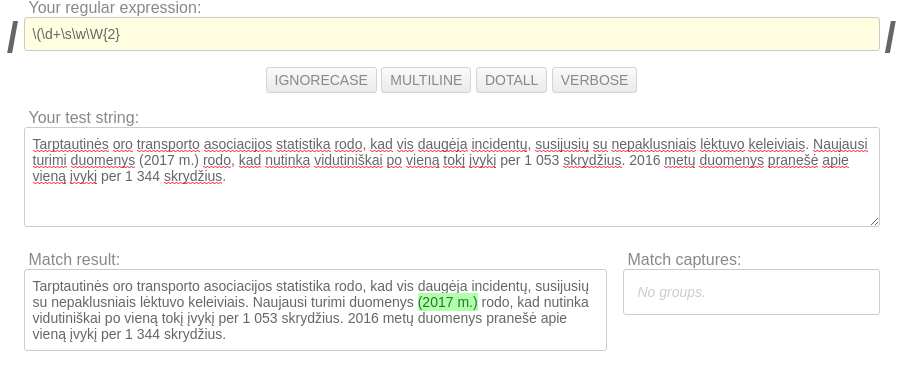 Your regular expression:
/ \(\d+\s\w\W{2} /
IGNORECASE MULTILINE DOTALL VERBOSE
Your test string:
Tarptautinės oro transporto asociacijos statistika rodo, kad vis daugėja incidentų, susijusių su nepaklusniais lėktuvo keleiviais. Naujausi
turimi duomenys (2017 m.) rodo, kad nutinka vidutiniškai po vieną tokį įvykį per 1 053 skrydžius. 2016 metų duomenys pranešė apie
vieną įvykį per 1 344 skrydžius.
Match result:
Tarptautinės oro transporto asociacijos statistika rodo, kad vis daugėja incidentų, susijusių
su nepaklusniais lėktuvo keleiviais. Naujausi turimi duomenys (2017 m.) rodo, kad nutinka
vidutiniškai po vieną tokį įvykį per 1 053 skrydžius. 2016 metų duomenys pranešė apie
vieną įvykį per 1 344 skrydžius.
Match captures:
No groups.